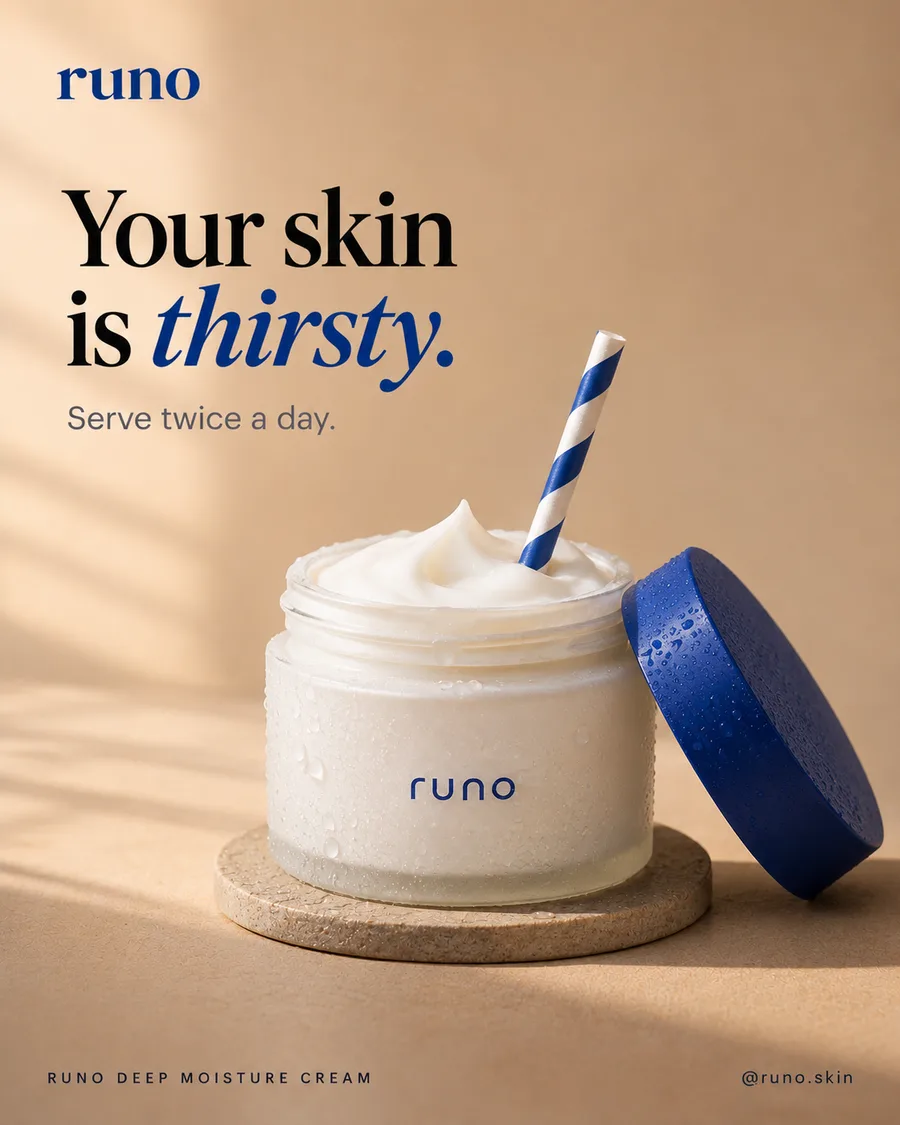 runo
Your skin
is thirsty.
Serve twice a day.
runo
RUNO DEEP MOISTURE CREAM
@runo.skin